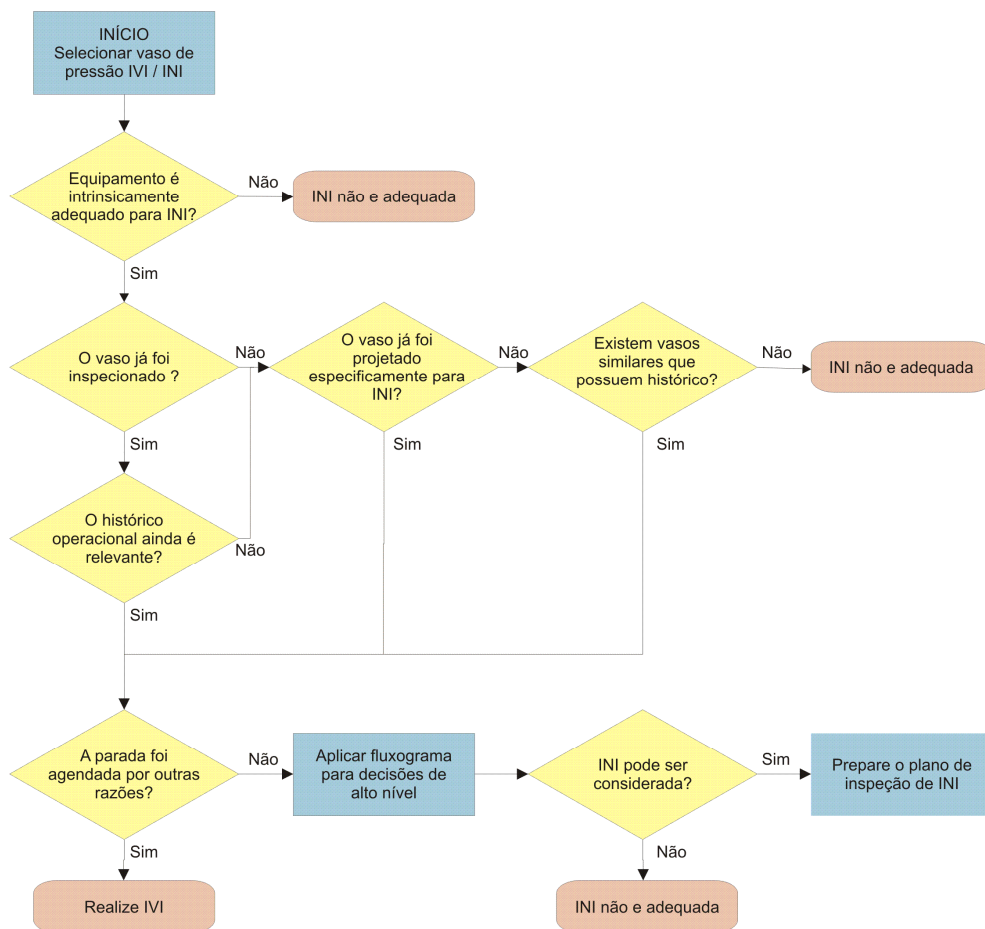 INÍCIO
Selecionar vaso de
pressão IVI / INI
Equipamento é
intrinsicamente
adequado para INI?
Não
INI não e adequada
Sim
O vaso já foi
inspecionado ?
Não
O vaso já foi
projetado
especificamente para
INI?
Não
Existem vasos
similares que
possuem histórico?
Não
INI não e adequada
Sim
Sim
Sim
O histórico
operacional ainda é
relevante?
Não
Sim
A parada foi
agendada por outras
razões?
Não
Aplicar fluxograma
para decisões de
alto nível
INI pode ser
considerada?
Sim
Prepare o plano de
inspeção de INI
Sim
Não
Realize IVI
INI não e adequada